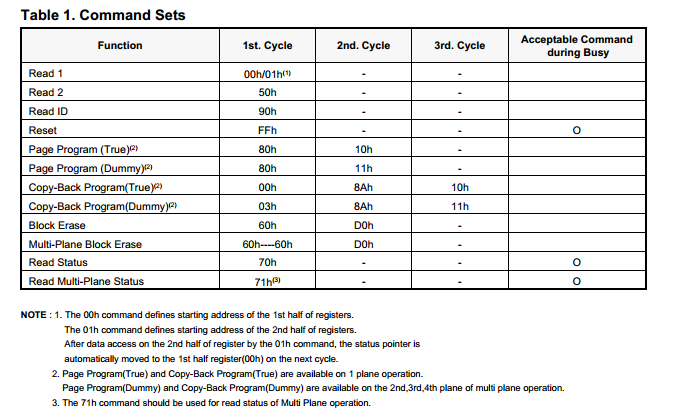 Table 1. Command Sets
Function 1st. Cycle 2nd. Cycle 3rd. Cycle Acceptable Command during Busy
Read 1 00h/01h(1) - -
Read 2 50h - -
Read ID 90h - -
Reset FFh - - O
Page Program (True)(2) 80h 10h -
Page Program (Dummy)(2) 80h 11h -
Copy-Back Program(True)(2) 00h 8Ah 10h
Copy-Back Program(Dummy)(2) 03h 8Ah 11h
Block Erase 60h D0h -
Multi-Plane Block Erase 60h----60h D0h -
Read Status 70h - - O
Read Multi-Plane Status 71h(3) - - O
NOTE : 1. The 00h command defines starting address of the 1st half of registers.
The 01h command defines starting address of the 2nd half of registers.
After data access on the 2nd half of register by the 01h command, the status pointer is
automatically moved to the 1st half register(00h) on the next cycle.
2. Page Program(True) and Copy-Back Program(True) are available on 1 plane operation.
Page Program(Dummy) and Copy-Back Program(Dummy) are available on the 2nd,3rd,4th plane of multi plane operation.
3. The 71h command should be used for read status of Multi Plane operation.